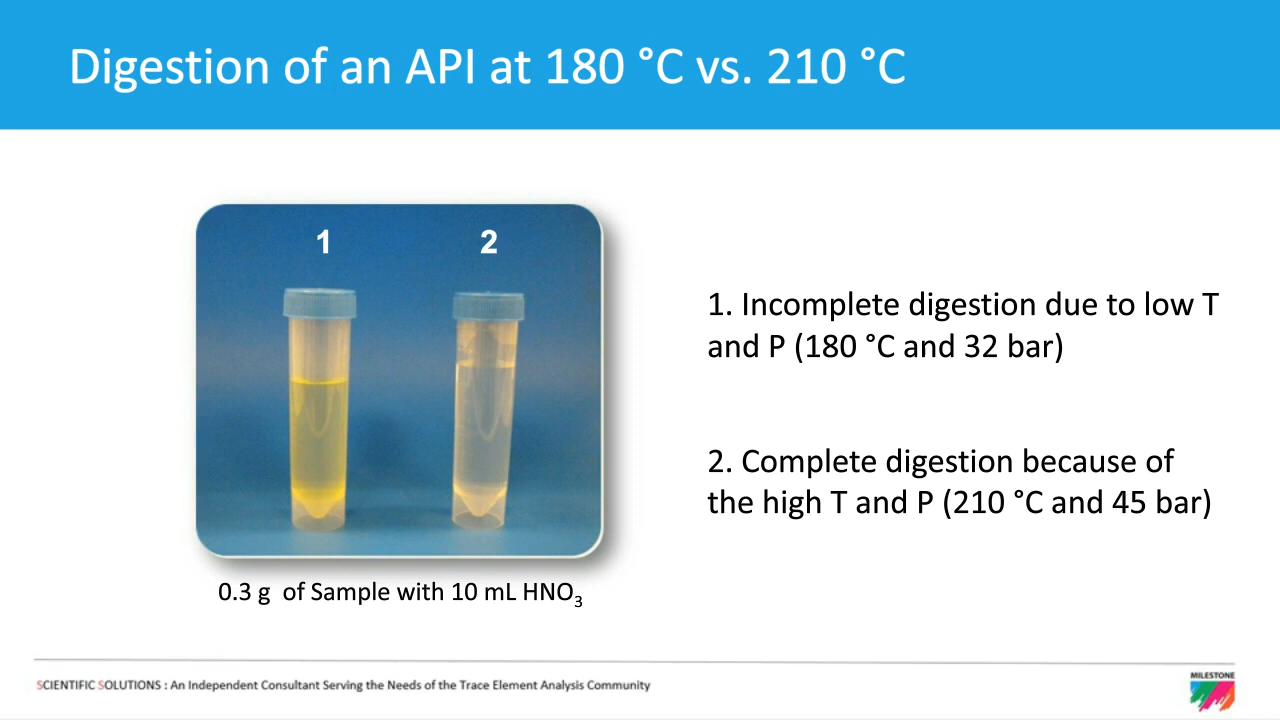 Digestion of an API at 180 °C vs. 210 °C
1
2
1. Incomplete digestion due to low T
and P (180 °C and 32 bar)
2. Complete digestion because of
the high T and P (210 °C and 45 bar)
0.3 g  of Sample with 10 mL HNO₃
SCIENTIFIC SOLUTIONS : An Independent Consultant Serving the Needs of the Trace Element Analysis Community
MILESTONE